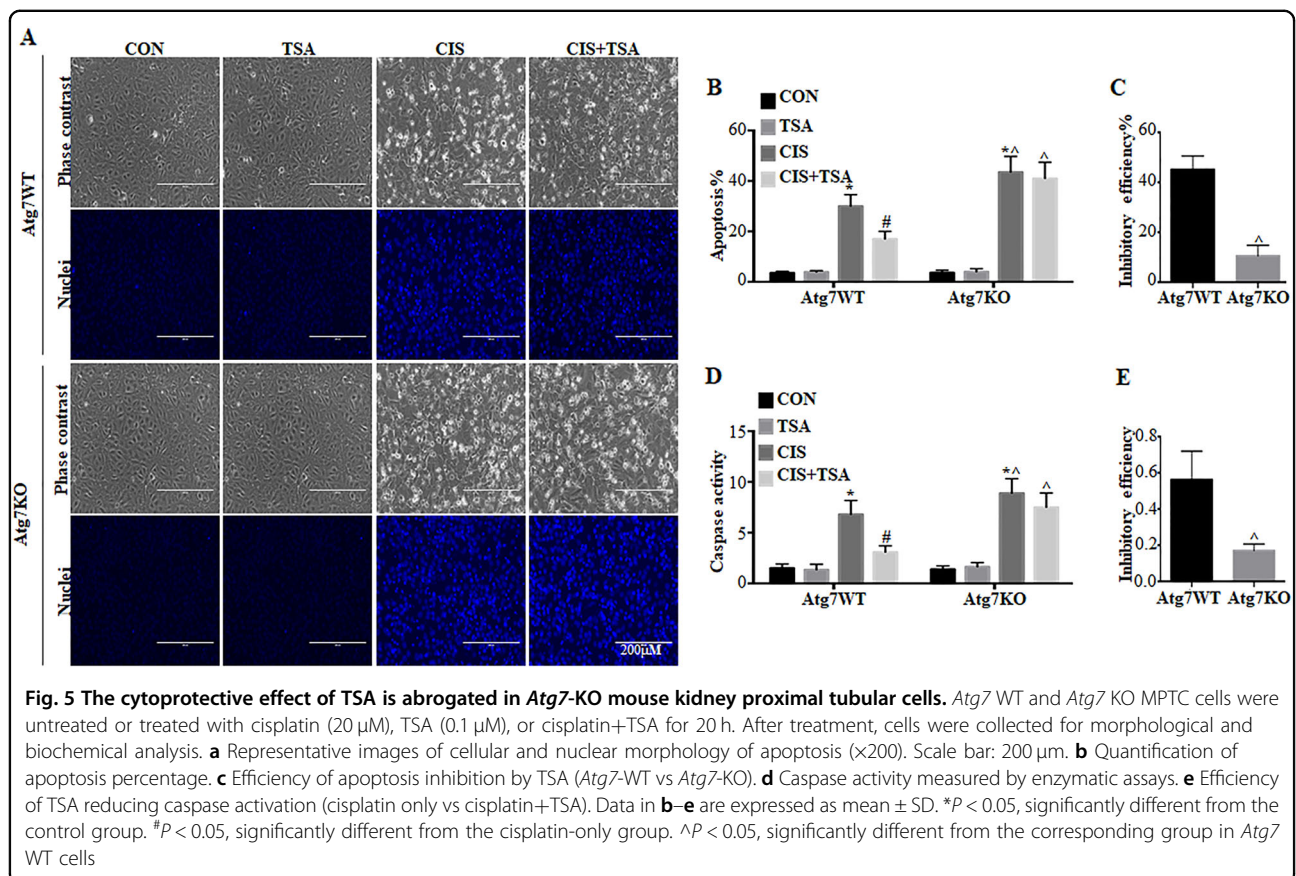 A
CON TSA CIS CIS+TSA
Atg7WT
Phase contrast
Nuclei
Atg7KO
Phase contrast
Nuclei
200μM
B
CON
TSA
CIS
CIS+TSA
Apoptosis%
60
40
20
0
*
#
*^
^
Atg7WT Atg7KO
C
Inhibitory efficiency%
60
40
20
0
^
Atg7WT Atg7KO
D
CON
TSA
CIS
CIS+TSA
Caspase activity
15
10
5
0
*
#
*^
^
Atg7WT Atg7KO
E
Inhibitory efficiency
0.8
0.6
0.4
0.2
0.0
^
Atg7WT Atg7KO
Fig. 5 The cytoprotective effect of TSA is abrogated in Atg7-KO mouse kidney proximal tubular cells. Atg7 WT and Atg7 KO MPTC cells were
untreated or treated with cisplatin (20 μM), TSA (0.1 μM), or cisplatin+TSA for 20 h. After treatment, cells were collected for morphological and
biochemical analysis. a Representative images of cellular and nuclear morphology of apoptosis (×200). Scale bar: 200 μm. b Quantification of
apoptosis percentage. c Efficiency of apoptosis inhibition by TSA (Atg7-WT vs Atg7-KO). d Caspase activity measured by enzymatic assays. e Efficiency
of TSA reducing caspase activation (cisplatin only vs cisplatin+TSA). Data in b–e are expressed as mean ± SD. *P < 0.05, significantly different from the
control group. #P < 0.05, significantly different from the cisplatin-only group. ^P < 0.05, significantly different from the corresponding group in Atg7
WT cells